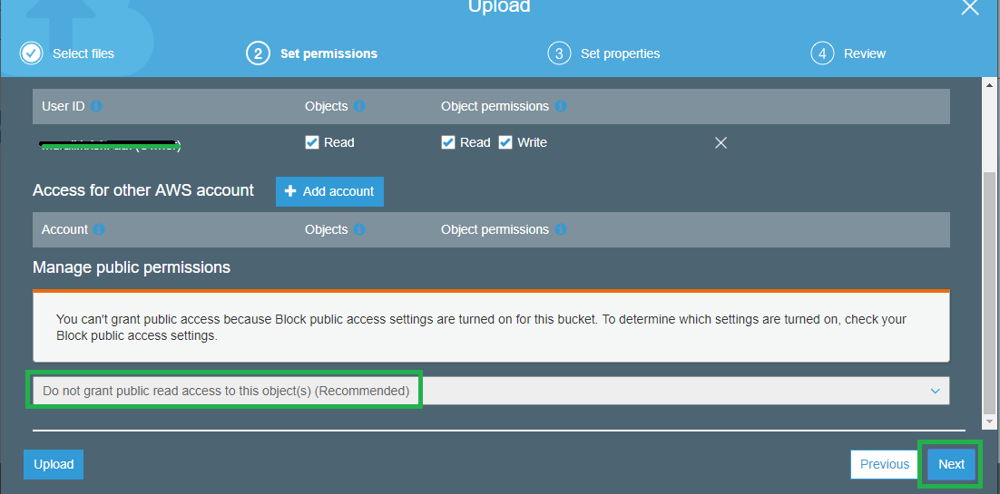 Upload
Select files
2 Set permissions
3 Set properties
4 Review
User ID Objects Object permissions
Read Read Write
Access for other AWS account Add account
Account Objects Object permissions
Manage public permissions
You can't grant public access because Block public access settings are turned on for this bucket. To determine which settings are turned on, check your
Block public access settings.
Do not grant public read access to this object(s) (Recommended)
Upload Previous Next